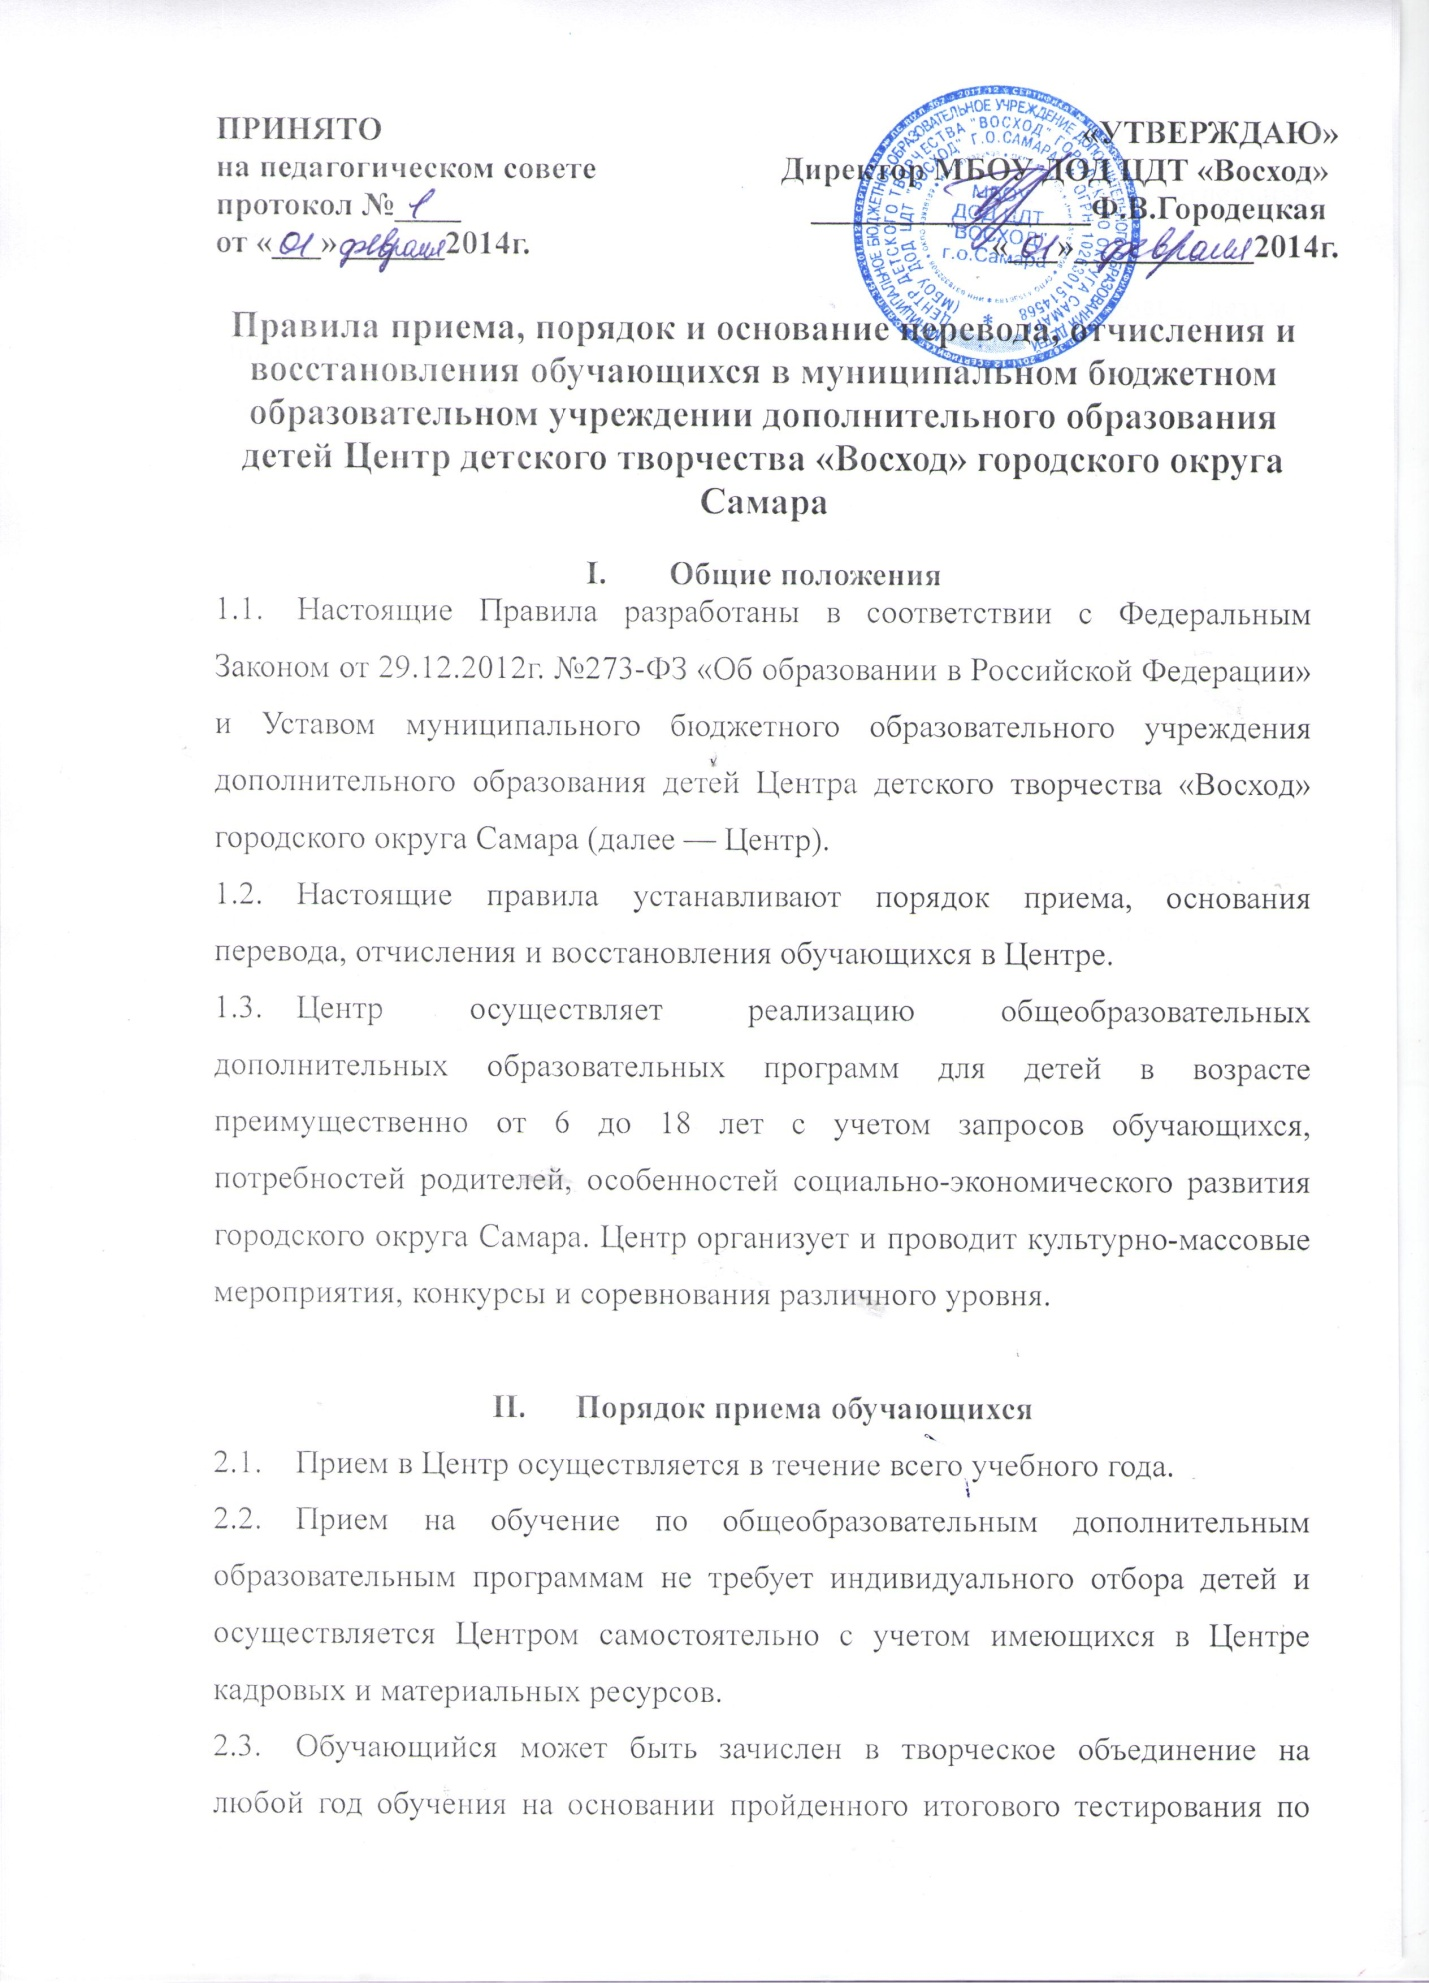 ПРИНЯТО
на педагогическом совете
протокол № 1
от «01» февраля 2014г.
«УТВЕРЖДАЮ»
Директор МБОУ ДОД ЦДТ «Восход»
Ф.В.Городецкая
«01» февраля 2014г.
МБОУ
ДОД ЦДТ
"ВОСХОД"
г.о.Самара
Правила приема, порядок и основание перевода, отчисления и
восстановления обучающихся в муниципальном бюджетном
образовательном учреждении дополнительного образования
детей Центр детского творчества «Восход» городского округа
Самара
I. Общие положения
1.1. Настоящие Правила разработаны в соответствии с Федеральным
Законом от 29.12.2012г. №273-ФЗ «Об образовании в Российской Федерации»
и Уставом муниципального бюджетного образовательного учреждения
дополнительного образования детей Центра детского творчества «Восход»
городского округа Самара (далее — Центр).
1.2. Настоящие правила устанавливают порядок приема, основания
перевода, отчисления и восстановления обучающихся в Центре.
1.3. Центр осуществляет реализацию общеобразовательных
дополнительных образовательных программ для детей в возрасте
преимущественно от 6 до 18 лет с учетом запросов обучающихся,
потребностей родителей, особенностей социально-экономического развития
городского округа Самара. Центр организует и проводит культурно-массовые
мероприятия, конкурсы и соревнования различного уровня.
II. Порядок приема обучающихся
2.1. Прием в Центр осуществляется в течение всего учебного года.
2.2. Прием на обучение по общеобразовательным дополнительным
образовательным программам не требует индивидуального отбора детей и
осуществляется Центром самостоятельно с учетом имеющихся в Центре
кадровых и материальных ресурсов.
2.3. Обучающийся может быть зачислен в творческое объединение на
любой год обучения на основании пройденного итогового тестирования по